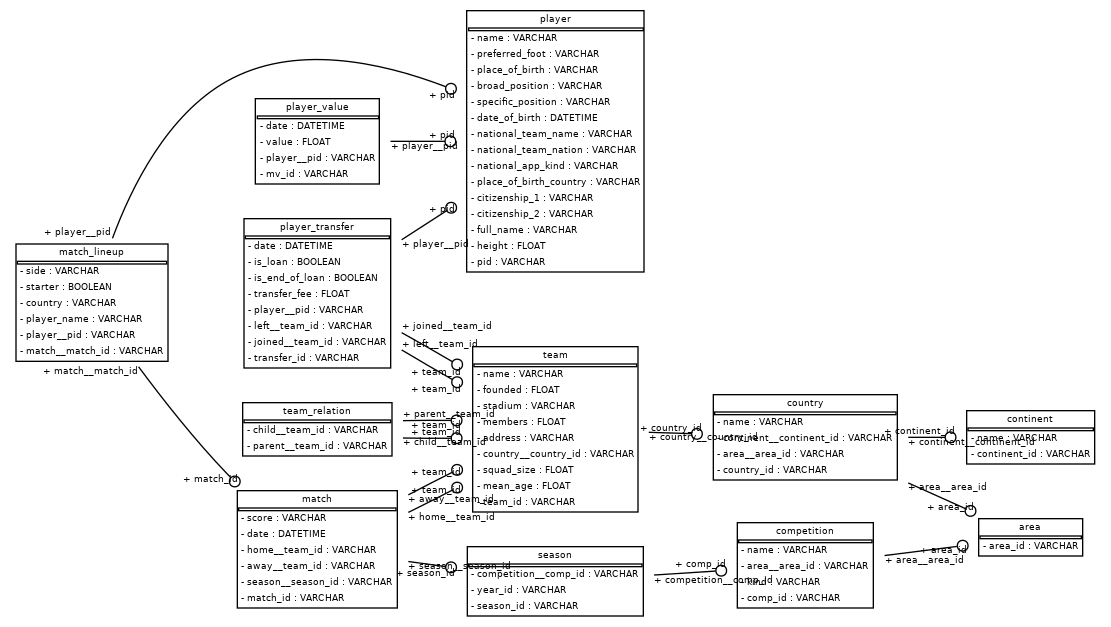 player
- name : VARCHAR
- preferred_foot : VARCHAR
- place_of_birth : VARCHAR
- broad_position : VARCHAR
- specific_position : VARCHAR
- date_of_birth : DATETIME
- national_team_name : VARCHAR
- national_team_nation : VARCHAR
- national_app_kind : VARCHAR
- place_of_birth_country : VARCHAR
- citizenship_1 : VARCHAR
- citizenship_2 : VARCHAR
- full_name : VARCHAR
- height : FLOAT
- pid : VARCHAR
+ pid
player_value
- date : DATETIME
- value : FLOAT
- player__pid : VARCHAR
- mv_id : VARCHAR
+ pid
+ player__pid
+ pid
+ player__pid
player_transfer
- date : DATETIME
- is_loan : BOOLEAN
- is_end_of_loan : BOOLEAN
- transfer_fee : FLOAT
- player__pid : VARCHAR
- left__team_id : VARCHAR
- joined__team_id : VARCHAR
- transfer_id : VARCHAR
+ player__pid
match_lineup
- side : VARCHAR
- starter : BOOLEAN
- country : VARCHAR
- player_name : VARCHAR
- player__pid : VARCHAR
- match__match_id : VARCHAR
+ match__match_id
+ joined__team_id
+ left__team_id
+ team_id
+ team_id
team
- name : VARCHAR
- founded : FLOAT
- stadium : VARCHAR
- members : FLOAT
- address : VARCHAR
- country__country_id : VARCHAR
- squad_size : FLOAT
- mean_age : FLOAT
- team_id : VARCHAR
team_relation
- child__team_id : VARCHAR
- parent__team_id : VARCHAR
+ parent__team_id
+ team_id
+ team_id
+ child__team_id
+ team_id
+ team_id
+ away__team_id
+ home__team_id
+ match_id
match
- score : VARCHAR
- date : DATETIME
- home__team_id : VARCHAR
- away__team_id : VARCHAR
- season__season_id : VARCHAR
- match_id : VARCHAR
+ season__season_id
+ season_id
season
- competition__comp_id : VARCHAR
- year_id : VARCHAR
- season_id : VARCHAR
+ country_id
+ country__country_id
country
- name : VARCHAR
- continent__continent_id : VARCHAR
- area__area_id : VARCHAR
- country_id : VARCHAR
+ continent_id
+ continent__continent_id
continent
- name : VARCHAR
- continent_id : VARCHAR
+ area__area_id
+ area_id
area
- area_id : VARCHAR
+ area_id
+ area__area_id
competition
- name : VARCHAR
- area__area_id : VARCHAR
- kind : VARCHAR
- comp_id : VARCHAR
+ comp_id
+ competition__comp_id